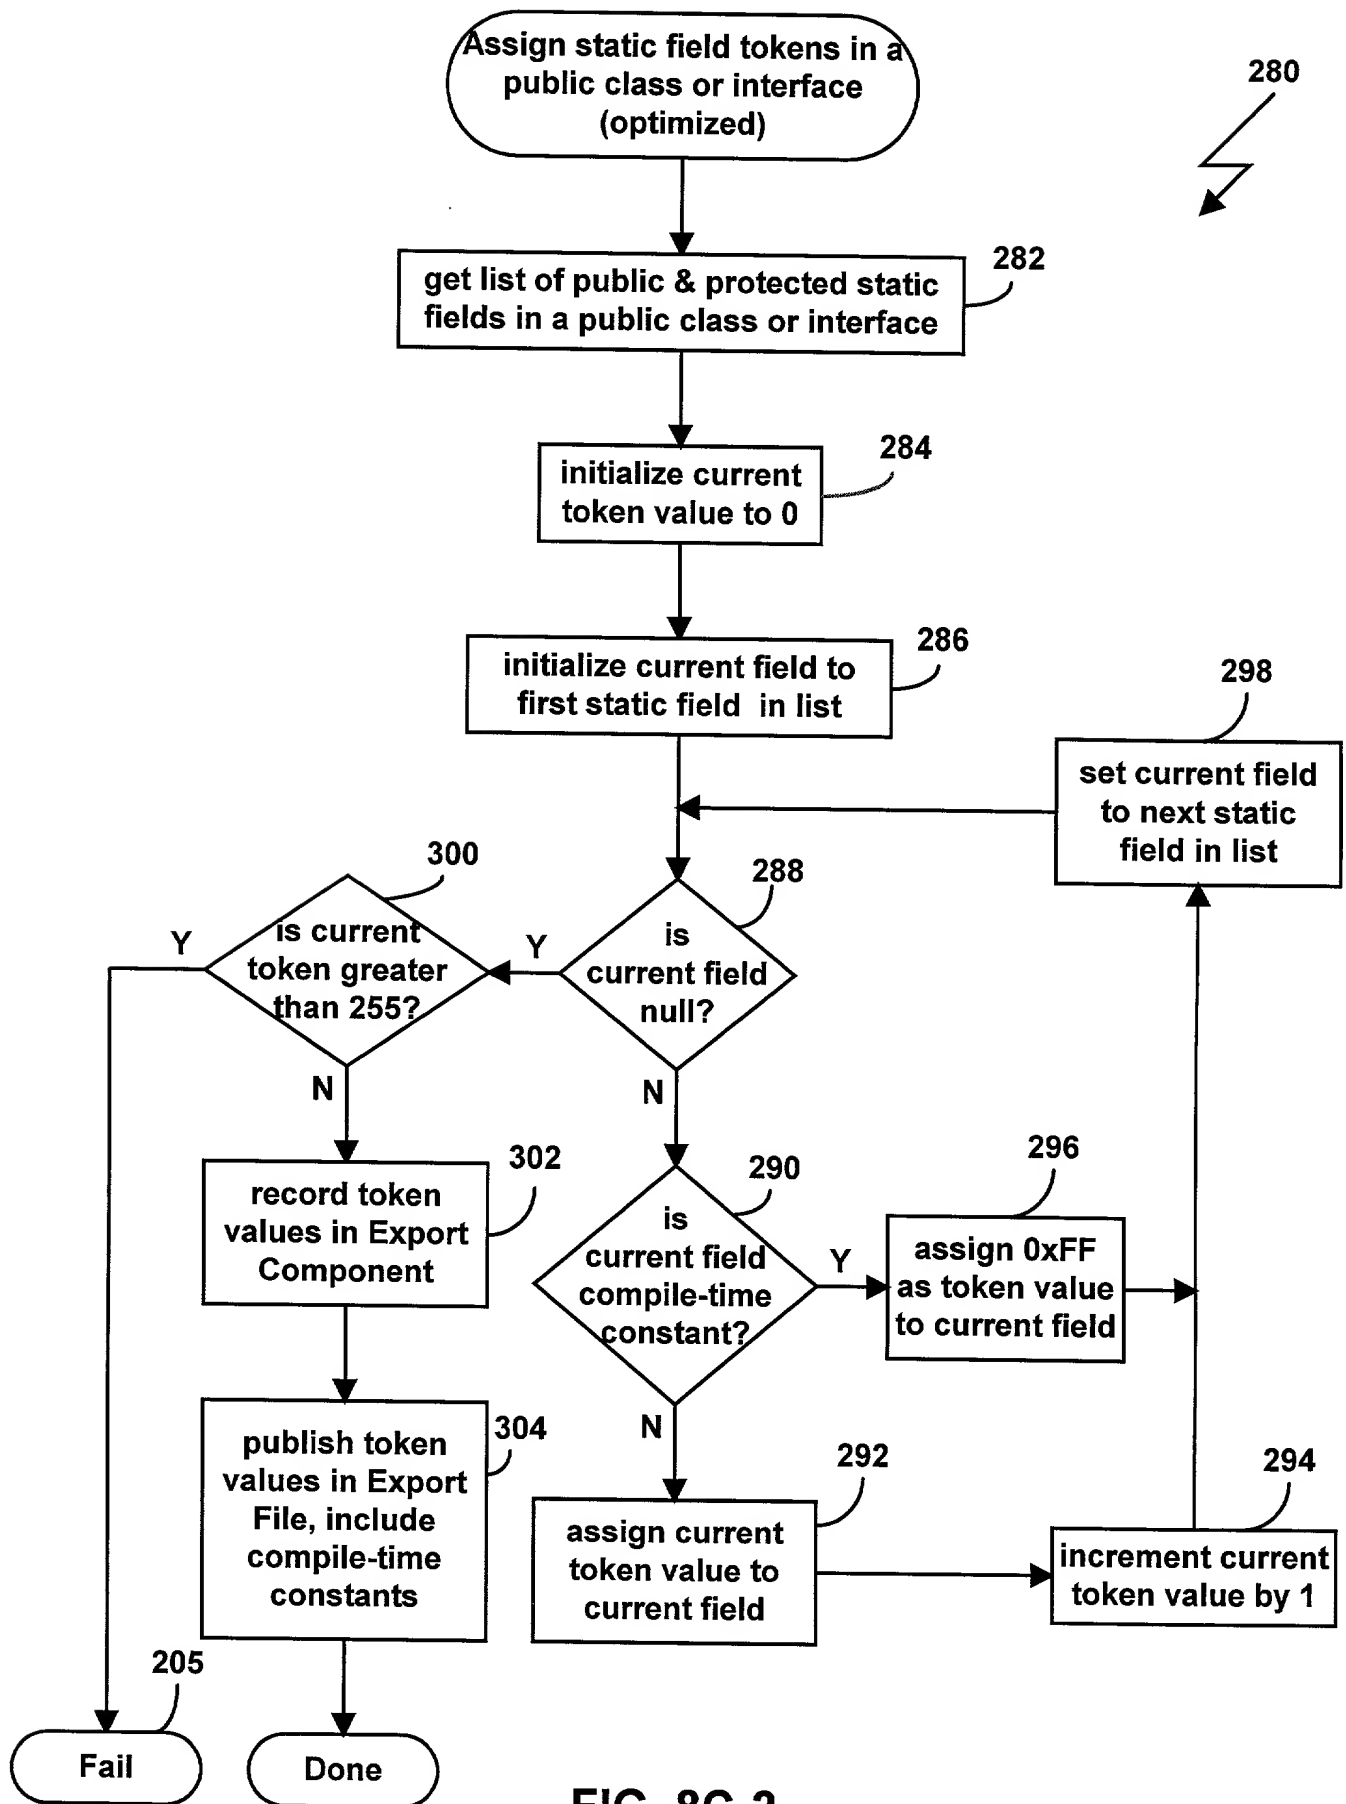 Assign static field tokens in a
public class or interface
(optimized)
280
282
get list of public & protected static
fields in a public class or interface
284
initialize current
token value to 0
286
initialize current field to
first static field in list
298
set current field
to next static
field in list
300
is current
token greater
than 255?
Y
N
288
is
current field
null?
Y
N
302
record token
values in Export
Component
290
is
current field
compile-time
constant?
Y
N
296
assign 0xFF
as token value
to current field
304
publish token
values in Export
File, include
compile-time
constants
292
assign current
token value to
current field
294
increment current
token value by 1
205
Fail
Done
FIG. 8C-2